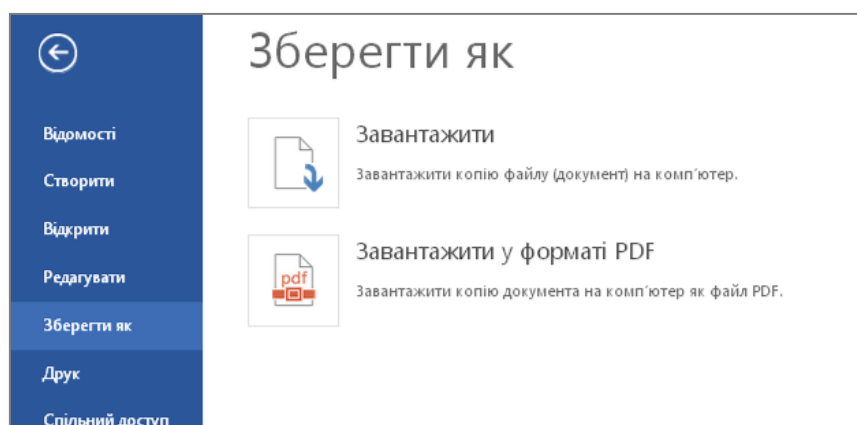 Зберегти як
Відомості
Створити
Відкрити
Редагувати
Зберегти як
Друк
Спільний доступ
Завантажити
Завантажити копію файлу (документ) на комп'ютер.
pdf
Завантажити у форматі PDF
Завантажити копію документа на комп'ютер як файл PDF.